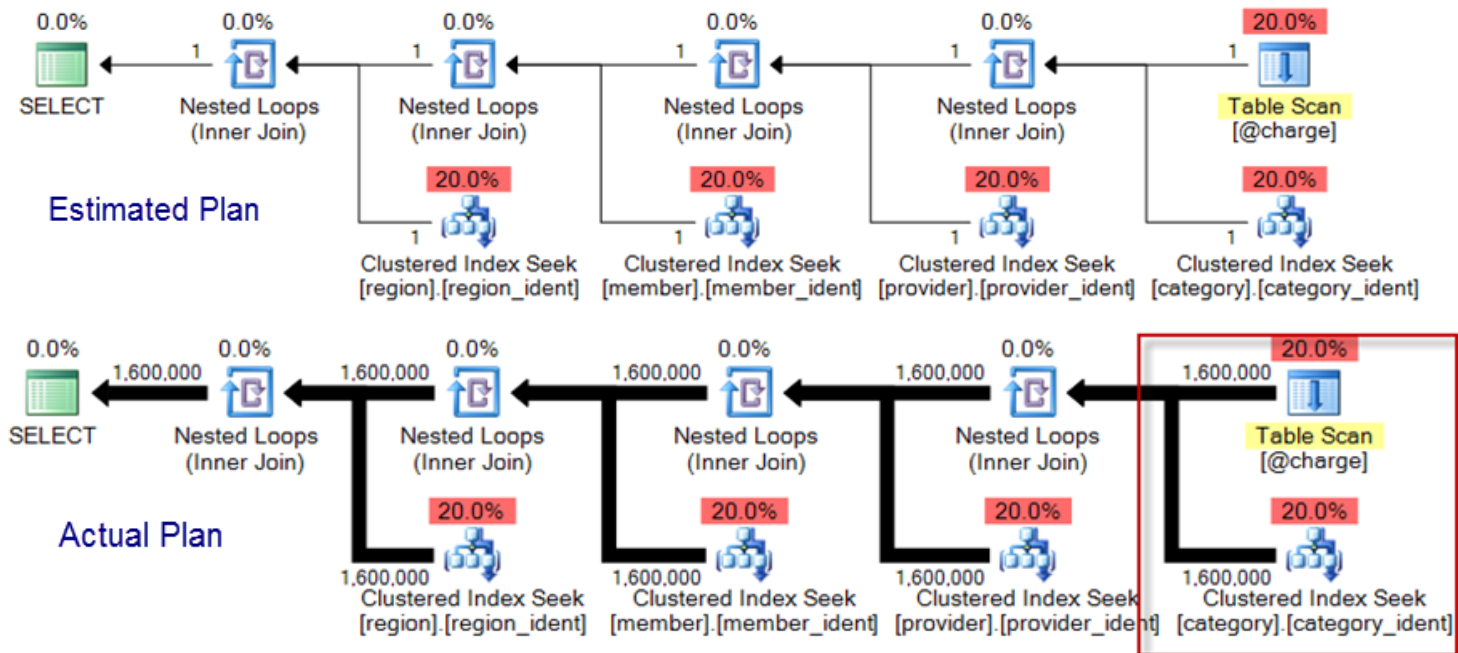 0.0% 0.0% 0.0% 0.0% 0.0% 20.0%
1 1 1 1 1
SELECT Nested Loops Nested Loops Nested Loops Nested Loops Table Scan
(Inner Join) (Inner Join) (Inner Join) (Inner Join) [@charge]
20.0% 20.0% 20.0% 20.0%
Estimated Plan
1 1 1 1
Clustered Index Seek Clustered Index Seek Clustered Index Seek Clustered Index Seek
[region].[region_ident] [member].[member_ident] [provider].[provider_ident] [category].[category_ident]
0.0% 0.0% 0.0% 0.0% 0.0% 20.0%
1,600,000 1,600,000 1,600,000 1,600,000 1,600,000
SELECT Nested Loops Nested Loops Nested Loops Nested Loops Table Scan
(Inner Join) (Inner Join) (Inner Join) (Inner Join) [@charge]
20.0% 20.0% 20.0% 20.0%
Actual Plan
1,600,000 1,600,000 1,600,000 1,600,000
Clustered Index Seek Clustered Index Seek Clustered Index Seek Clustered Index Seek
[region].[region_ident] [member].[member_ident] [provider].[provider_ident] [category].[category_ident]